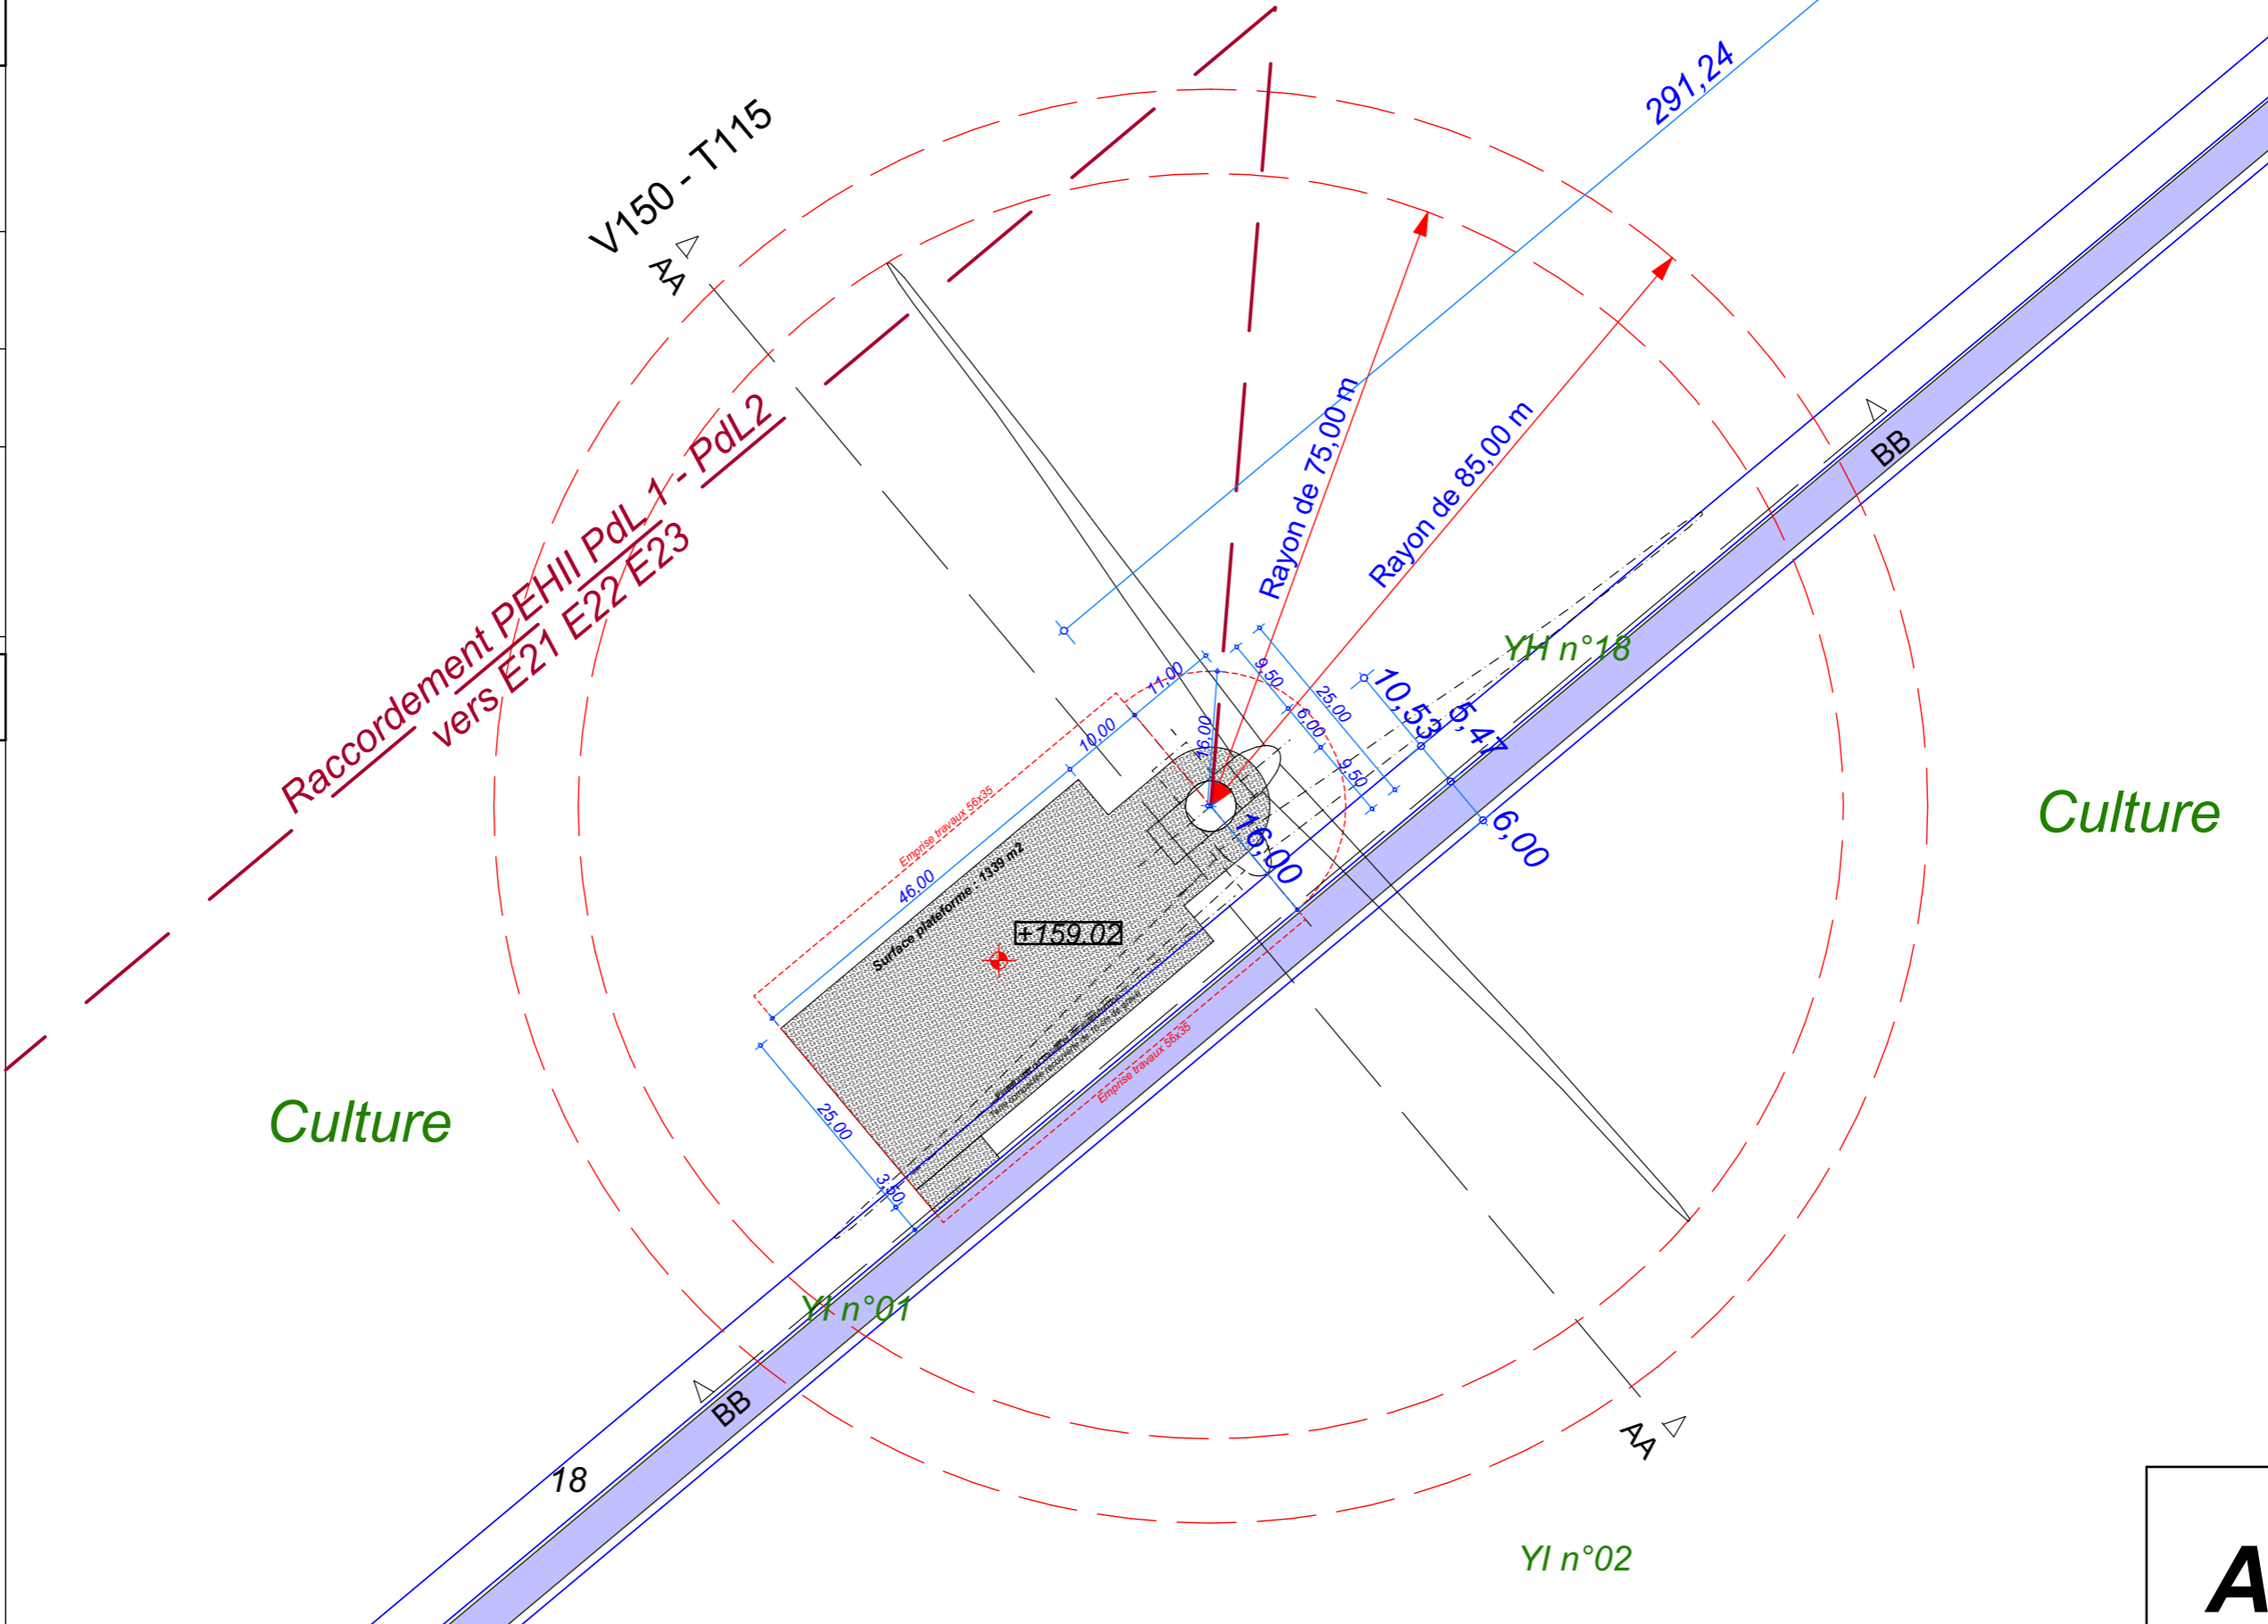 291,24
V150 - T115
AA
Rayon de 75,00 m
Rayon de 85,00 m
BB
Raccordement PEHII PdL 1 - PdL2
vers E21 E22 E23
YH n°18
11,00
10,00
16,00
9,50
25,00
6,00
9,50
10,53
5,47
6,00
16,00
Culture
Emprise travaux 56x35
46,00
Surface plateforme : 1339 m2
+159.02
Emprise travaux 56x35
Culture
25,00
3,50
YI n°01
BB
AA
18
YI n°02
A